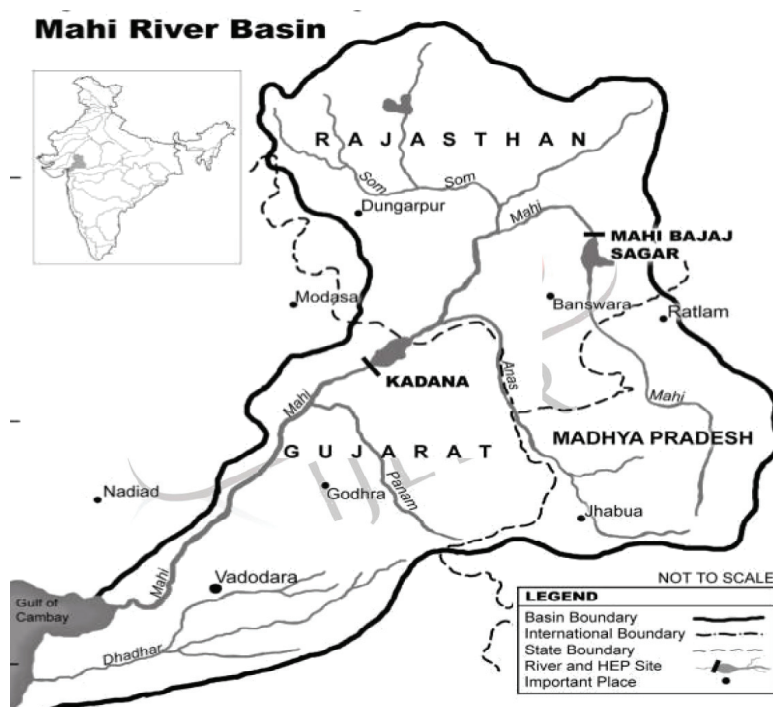 Mahi River Basin
RAJASTHAN
Som
Som
Mahi
Dungarpur
MAHI BAJAJ
SAGAR
Modasa
Banswara
Ratlam
KADANA
Anas
Mahi
Mahi
MADHYA PRADESH
GUJARAT
Panam
Nadiad
Godhra
Jhabua
Mahi
Vadodara
Gulf of
Cambay
Dhadhar
NOT TO SCALE
LEGEND
Basin Boundary
International Boundary
State Boundary
River and HEP Site
Important Place